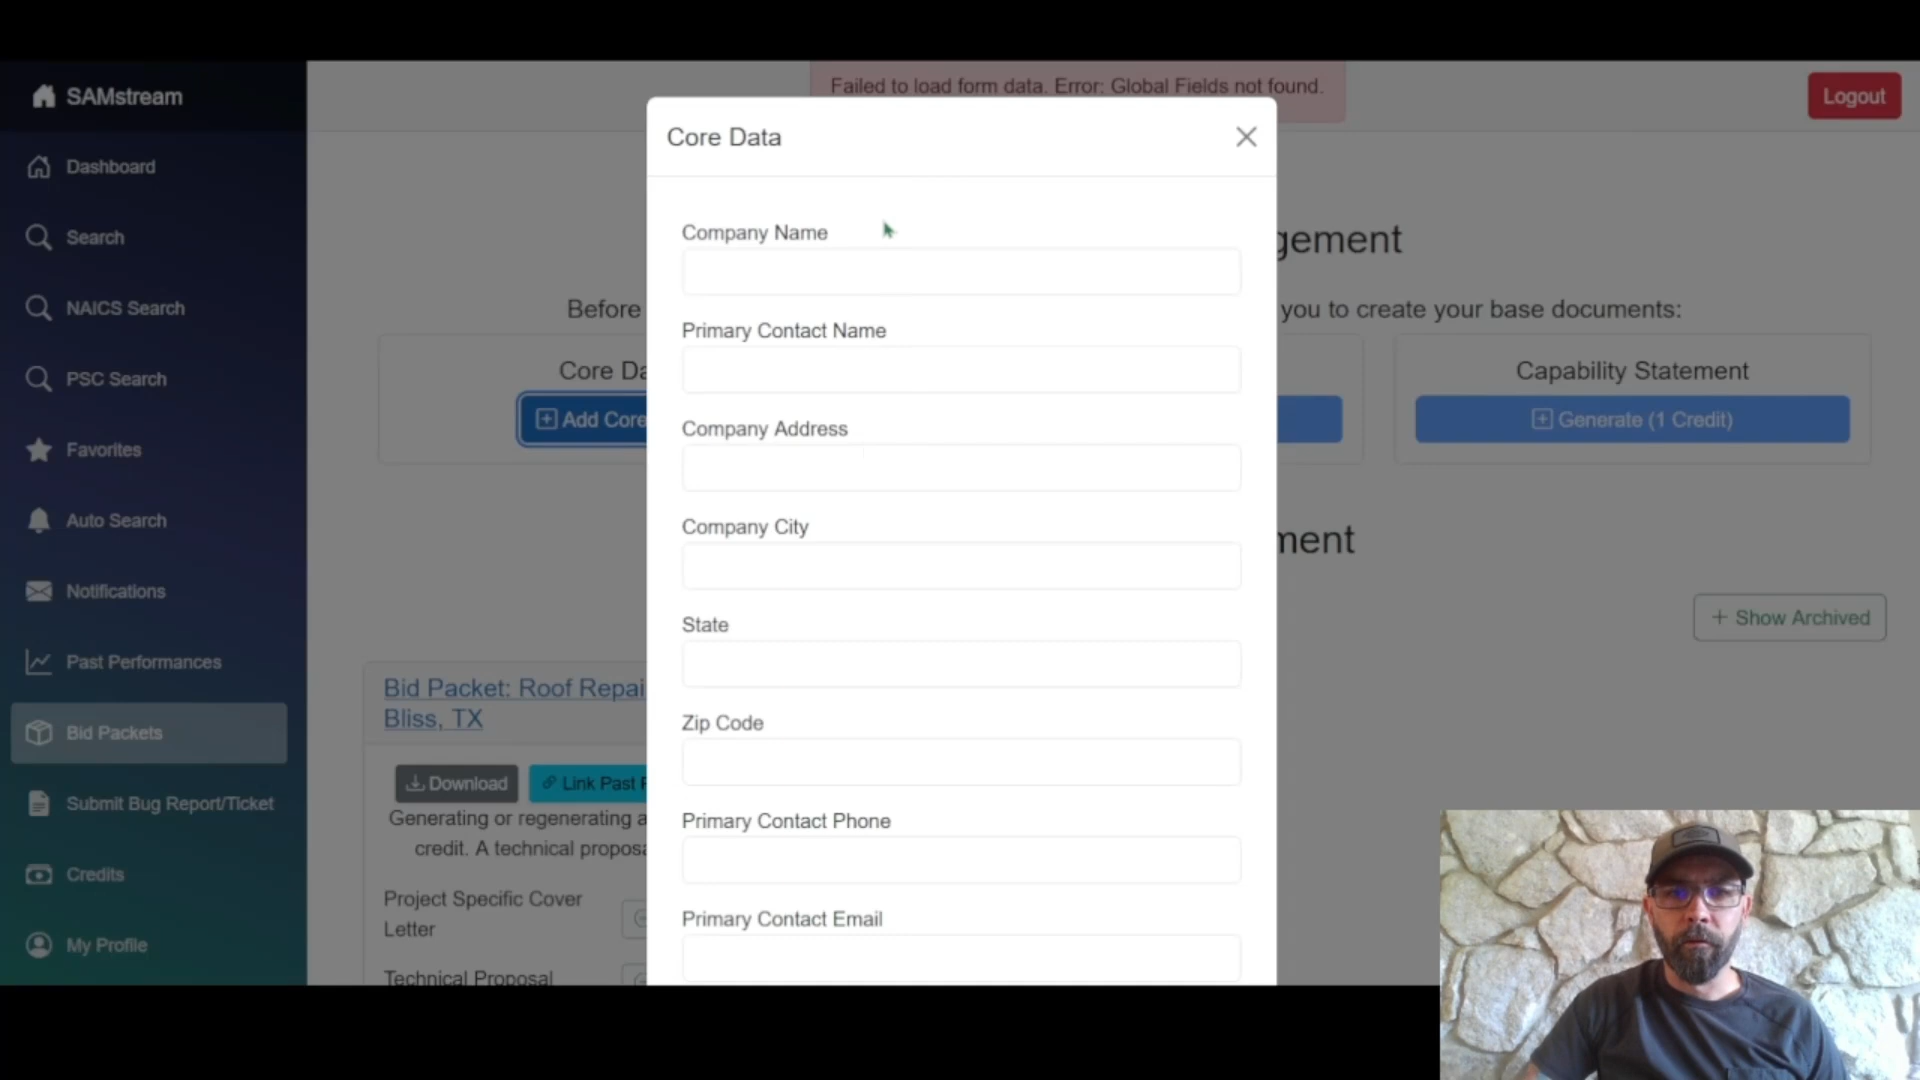 SAMstream
Dashboard
Search
NAICS Search
PSC Search
Favorites
Auto Search
Notifications
Past Performances
Bid Packets
Submit Bug Report/Ticket
Credits
My Profile
Failed to load form data. Error: Global Fields not found.
Logout
gement
Before
you to create your base documents:
Core Da
Add Core
Capability Statement
Generate (1 Credit)
ment
Show Archived
Bid Packet: Roof Repai
Bliss, TX
Download
Link Past
Generating or regenerating a
credit. A technical propos
Project Specific Cover
Letter
Technical Proposal
Core Data
Company Name
Primary Contact Name
Company Address
Company City
State
Zip Code
Primary Contact Phone
Primary Contact Email